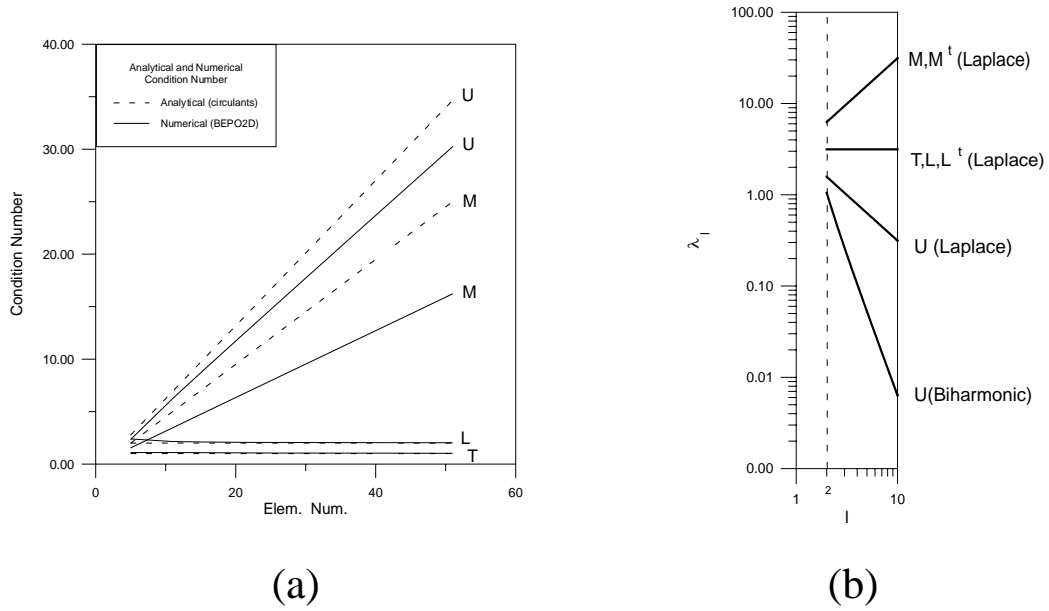 40.00
30.00
20.00
10.00
0.00
Condition Number
Analytical and Numerical
Condition Number
Analytical (circulants)
Numerical (BEPO2D)
U
U
M
M
L
T
0
20
40
60
Elem. Num.
(a)
100.00
10.00
1.00
0.10
0.01
0.00
λ l
M,M t (Laplace)
T,L,L t (Laplace)
U (Laplace)
U(Biharmonic)
1
2
10
l
(b)